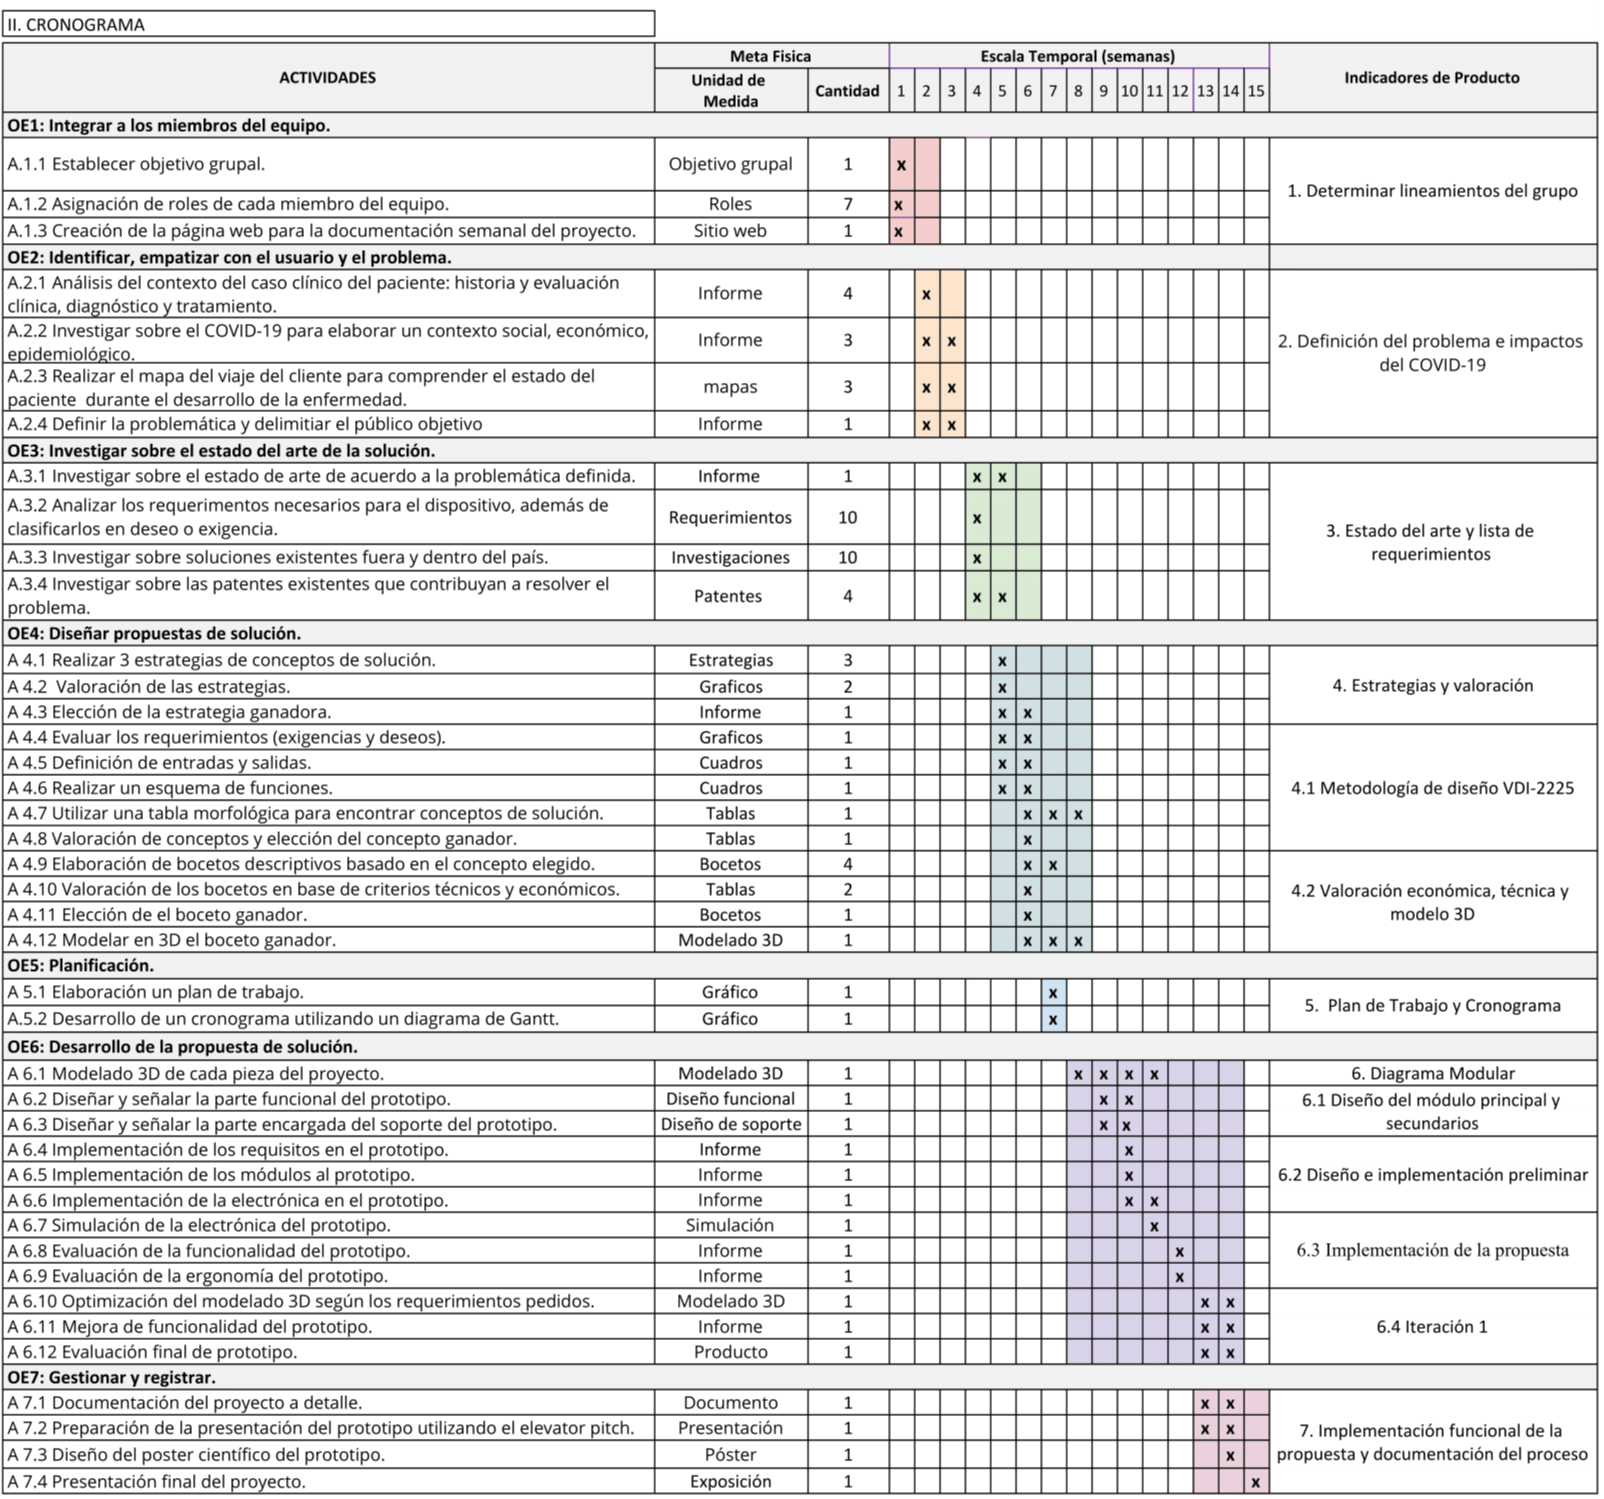 II. CRONOGRAMA
ACTIVIDADES Meta Fisica Escala Temporal (semanas) Indicadores de Producto
Unidad de Medida Cantidad 1 2 3 4 5 6 7 8 9 10 11 12 13 14 15
OE1: Integrar a los miembros del equipo.
A.1.1 Establecer objetivo grupal. Objetivo grupal 1 x
1. Determinar lineamientos del grupo
A.1.2 Asignación de roles de cada miembro del equipo. Roles 7 x
A.1.3 Creación de la página web para la documentación semanal del proyecto. Sitio web 1 x
OE2: Identificar, empatizar con el usuario y el problema.
A.2.1 Análisis del contexto del caso clínico del paciente: historia y evaluación
clínica, diagnóstico y tratamiento. Informe 4 x
A.2.2 Investigar sobre el COVID-19 para elaborar un contexto social, económico,
epidemiológico. Informe 3 x x
2. Definición del problema e impactos
del COVID-19
A.2.3 Realizar el mapa del viaje del cliente para comprender el estado del
paciente durante el desarrollo de la enfermedad. mapas 3 x x
A.2.4 Definir la problemática y delimitiar el público objetivo Informe 1 x x
OE3: Investigar sobre el estado del arte de la solución.
A.3.1 Investigar sobre el estado de arte de acuerdo a la problemática definida. Informe 1 x x
A.3.2 Analizar los requerimentos necesarios para el dispositivo, además de
clasificarlos en deseo o exigencia. Requerimientos 10 x
3. Estado del arte y lista de
requerimientos
A.3.3 Investigar sobre soluciones existentes fuera y dentro del país. Investigaciones 10 x
A.3.4 Investigar sobre las patentes existentes que contribuyan a resolver el
problema. Patentes 4 x x
OE4: Diseñar propuestas de solución.
A 4.1 Realizar 3 estrategias de conceptos de solución. Estrategias 3 x
A 4.2 Valoración de las estrategias. Graficos 2 x
4. Estrategias y valoración
A 4.3 Elección de la estrategia ganadora. Informe 1 x x
A 4.4 Evaluar los requerimientos (exigencias y deseos). Graficos 1 x x
A 4.5 Definición de entradas y salidas. Cuadros 1 x x
A 4.6 Realizar un esquema de funciones. Cuadros 1 x x
4.1 Metodología de diseño VDI-2225
A 4.7 Utilizar una tabla morfológica para encontrar conceptos de solución. Tablas 1 x x x
A 4.8 Valoración de conceptos y elección del concepto ganador. Tablas 1 x
A 4.9 Elaboración de bocetos descriptivos basado en el concepto elegido. Bocetos 4 x x
A 4.10 Valoración de los bocetos en base de criterios técnicos y económicos. Tablas 2 x
4.2 Valoración económica, técnica y
modelo 3D
A 4.11 Elección de el boceto ganador. Bocetos 1 x
A 4.12 Modelar en 3D el boceto ganador. Modelado 3D 1 x x x
OE5: Planificación.
A 5.1 Elaboración un plan de trabajo. Gráfico 1 x
5. Plan de Trabajo y Cronograma
A.5.2 Desarrollo de un cronograma utilizando un diagrama de Gantt. Gráfico 1 x
OE6: Desarrollo de la propuesta de solución.
A 6.1 Modelado 3D de cada pieza del proyecto. Modelado 3D 1 x x x x 6. Diagrama Modular
A 6.2 Diseñar y señalar la parte funcional del prototipo. Diseño funcional 1 x x
6.1 Diseño del módulo principal y
secundarios
A 6.3 Diseñar y señalar la parte encargada del soporte del prototipo. Diseño de soporte 1 x x
A 6.4 Implementación de los requisitos en el prototipo. Informe 1 x
A 6.5 Implementación de los módulos al prototipo. Informe 1 x 6.2 Diseño e implementación preliminar
A 6.6 Implementación de la electrónica en el prototipo. Informe 1 x x
A 6.7 Simulación de la electrónica del prototipo. Simulación 1 x
A 6.8 Evaluación de la funcionalidad del prototipo. Informe 1 x 6.3 Implementación de la propuesta
A 6.9 Evaluación de la ergonomía del prototipo. Informe 1 x
A 6.10 Optimización del modelado 3D según los requerimientos pedidos. Modelado 3D 1 x x
A 6.11 Mejora de funcionalidad del prototipo. Informe 1 x x 6.4 Iteración 1
A 6.12 Evaluación final de prototipo. Producto 1 x x
OE7: Gestionar y registrar.
A 7.1 Documentación del proyecto a detalle. Documento 1 x x
A 7.2 Preparación de la presentación del prototipo utilizando el elevator pitch. Presentación 1 x x
7. Implementación funcional de la
propuesta y documentación del proceso
A 7.3 Diseño del poster científico del prototipo. Póster 1 x
A 7.4 Presentación final del proyecto. Exposición 1 x